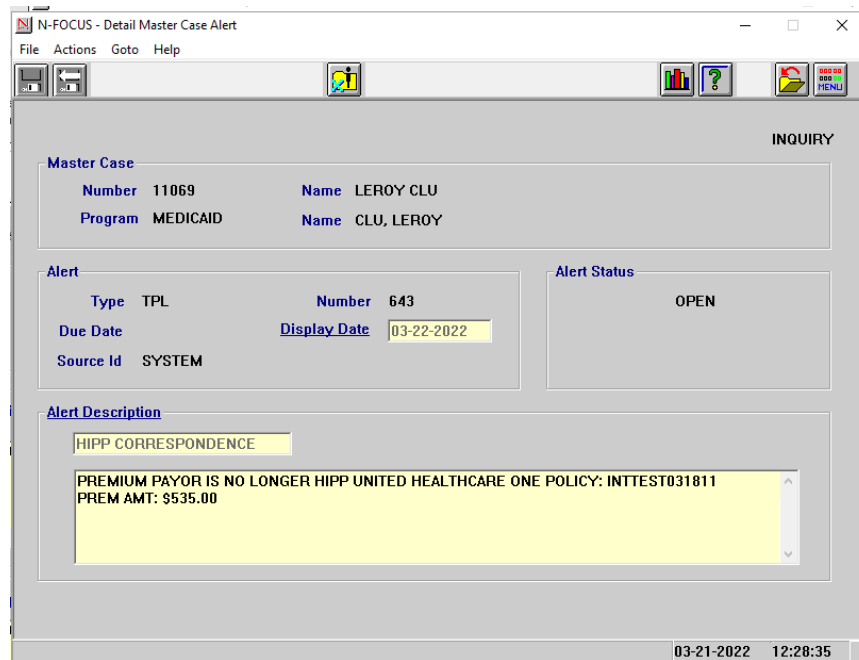 N-FOCUS - Detail Master Case Alert
File Actions Goto Help
MENU
INQUIRY
Master Case
Number 11069 Name LEROY CLU
Program MEDICAID Name CLU, LEROY
Alert
Type TPL Number 643
Due Date Display Date 03-22-2022
Source Id SYSTEM
Alert Status
OPEN
Alert Description
HIPP CORRESPONDENCE
PREMIUM PAYOR IS NO LONGER HIPP UNITED HEALTHCARE ONE POLICY: INTTEST031811
PREM AMT: $535.00
03-21-2022 12:28:35